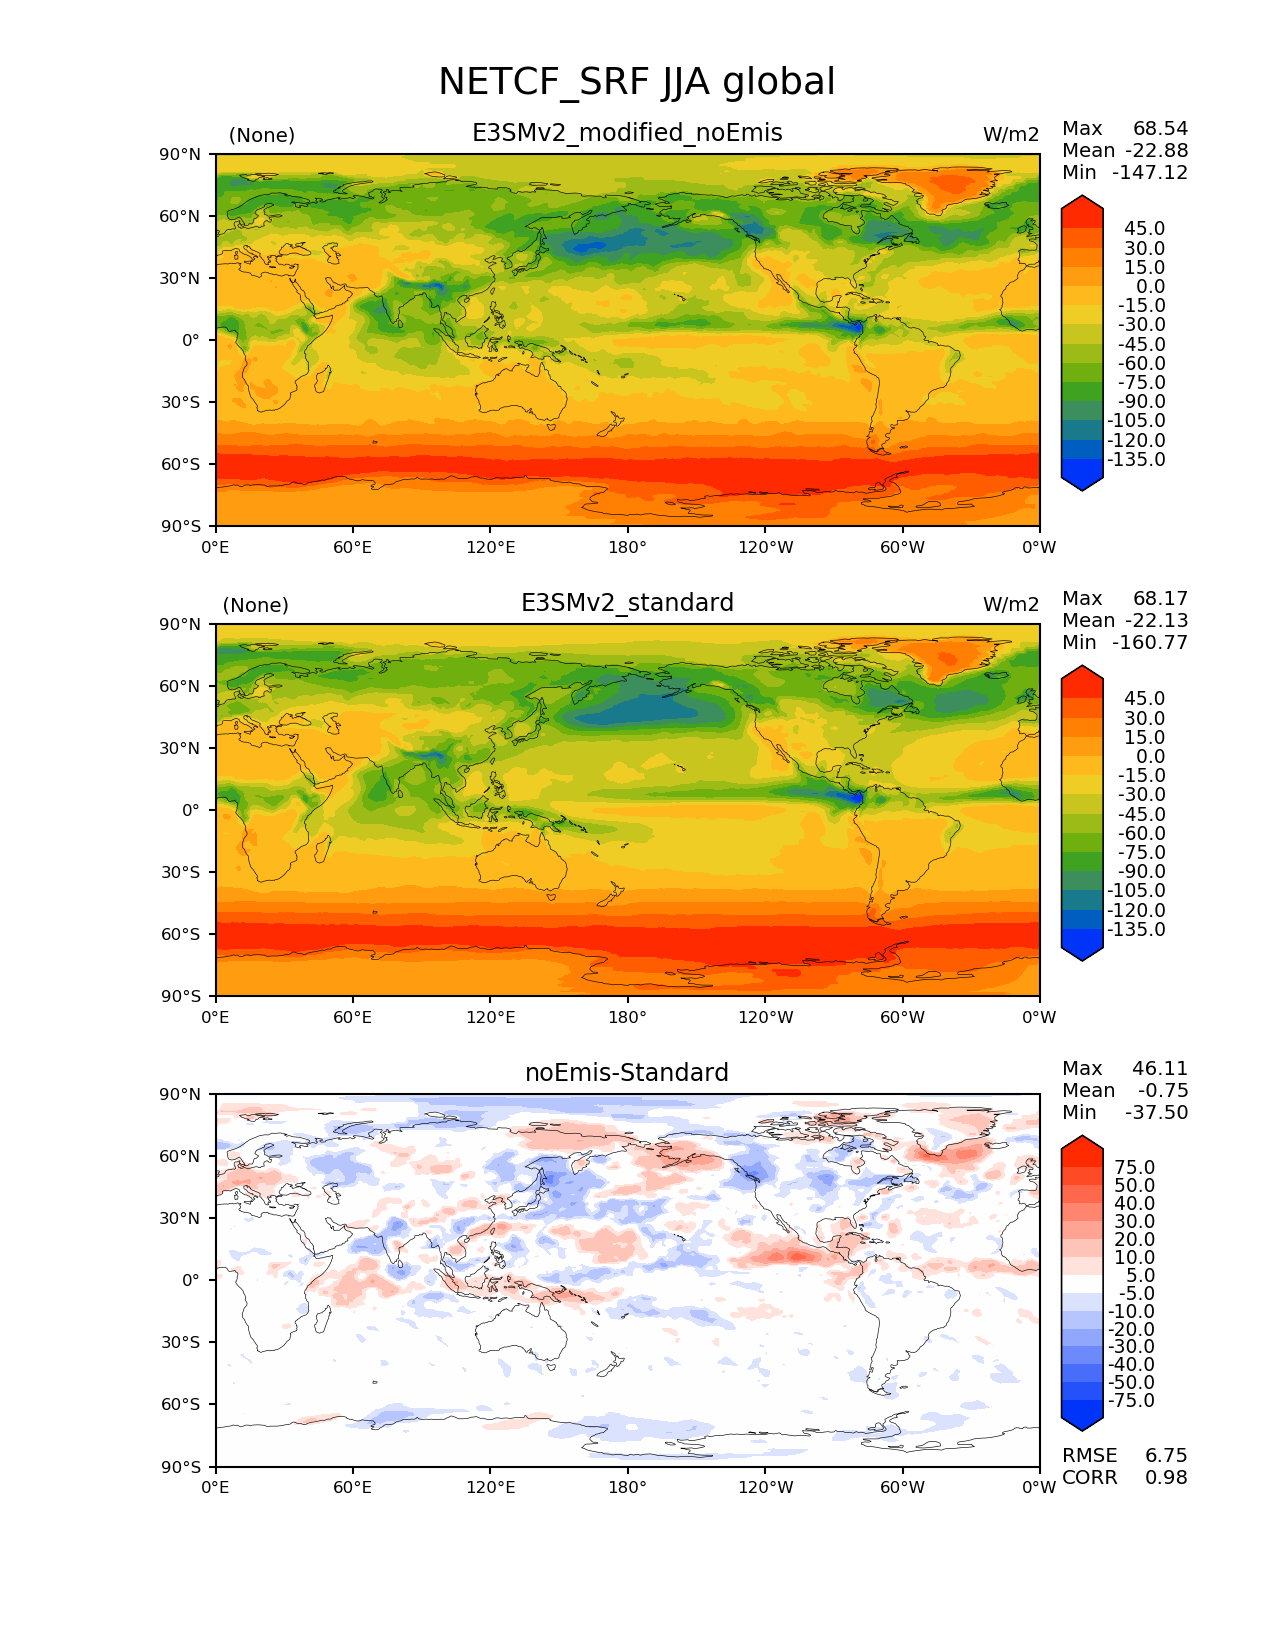 NETCF_SRF JJA global
(None) E3SMv2_modified_noEmis W/m2
Max 68.54
Mean -22.88
Min -147.12
90°N
60°N
30°N
0°
30°S
60°S
90°S
0°E 60°E 120°E 180° 120°W 60°W 0°W
45.0
30.0
15.0
0.0
-15.0
-30.0
-45.0
-60.0
-75.0
-90.0
-105.0
-120.0
-135.0
(None) E3SMv2_standard W/m2
Max 68.17
Mean -22.13
Min -160.77
90°N
60°N
30°N
0°
30°S
60°S
90°S
0°E 60°E 120°E 180° 120°W 60°W 0°W
45.0
30.0
15.0
0.0
-15.0
-30.0
-45.0
-60.0
-75.0
-90.0
-105.0
-120.0
-135.0
noEmis-Standard
Max 46.11
Mean -0.75
Min -37.50
90°N
60°N
30°N
0°
30°S
60°S
90°S
0°E 60°E 120°E 180° 120°W 60°W 0°W
75.0
50.0
40.0
30.0
20.0
10.0
5.0
-5.0
-10.0
-20.0
-30.0
-40.0
-50.0
-75.0
RMSE 6.75
CORR 0.98